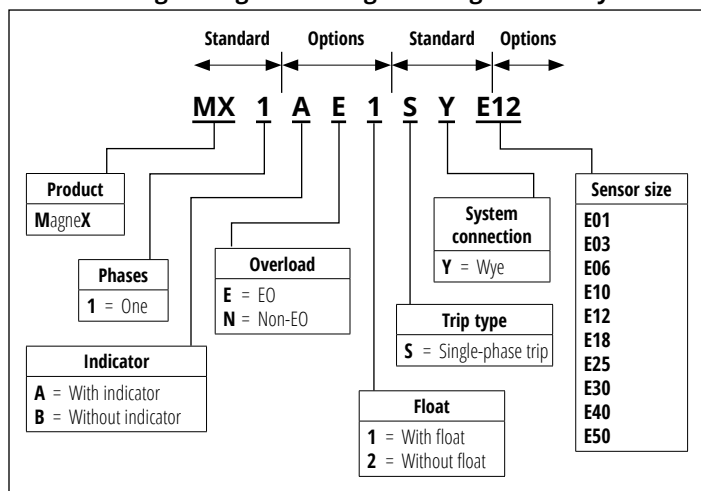 Standard Options Standard Options
MX 1 A E 1 S Y E12
Product
MagneX
Phases
1 = One
Indicator
A = With indicator
B = Without indicator
Overload
E = EO
N = Non-EO
Float
1 = With float
2 = Without float
Trip type
S = Single-phase trip
System
connection
Y = Wye
Sensor size
E01
E03
E06
E10
E12
E18
E25
E30
E40
E50